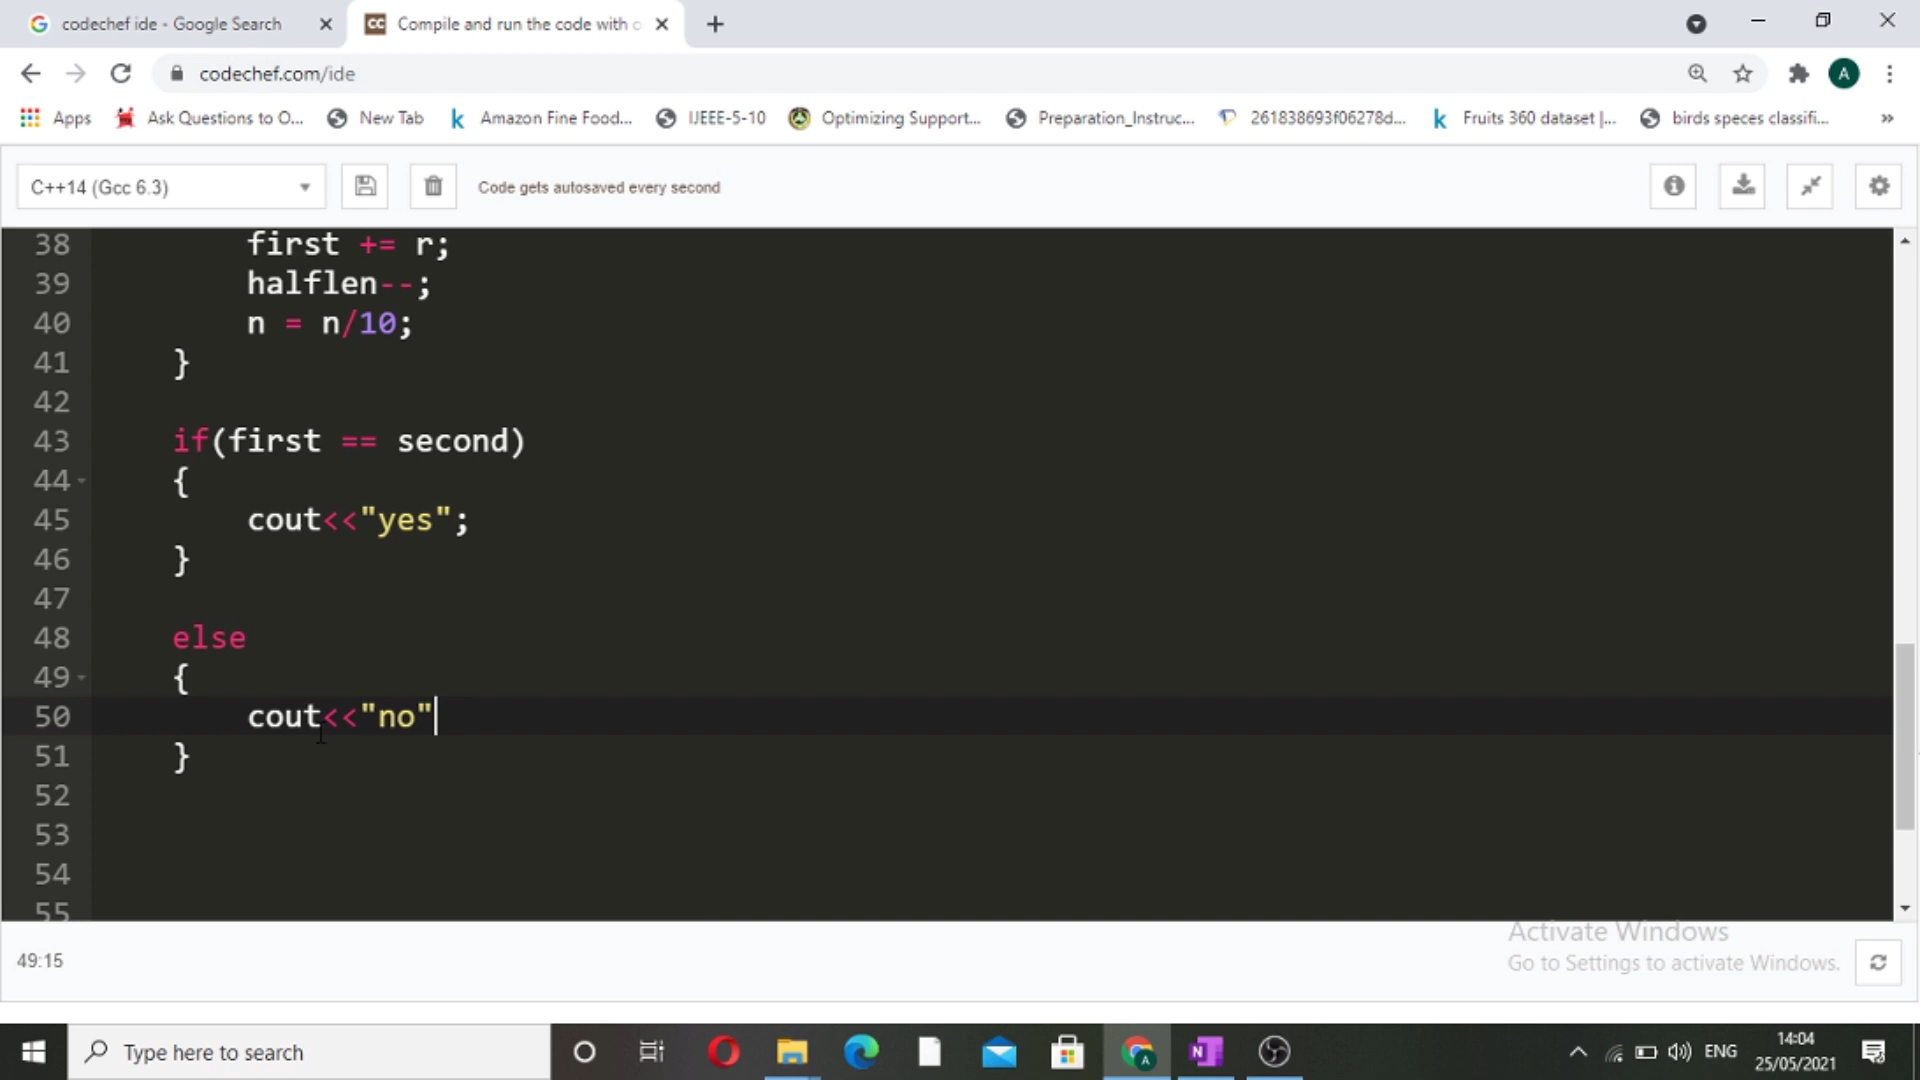 codechef ide - Google Search
Compile and run the code with o
codechef.com/ide
A
Apps
Ask Questions to O...
New Tab
Amazon Fine Food...
IJEEE-5-10
Optimizing Support...
Preparation_Instruc...
261838693f06278d...
Fruits 360 dataset |...
birds speces classifi...
»
C++14 (Gcc 6.3)
Code gets autosaved every second
38 first += r;
39 halflen--;
40 n = n/10;
41 }
42
43 if(first == second)
44 {
45 cout<<"yes";
46 }
47
48 else
49 {
50 cout<<"no"
51 }
52
53
54
55
Activate Windows
49:15
Go to Settings to activate Windows.
Type here to search
ENG
14:04
25/05/2021